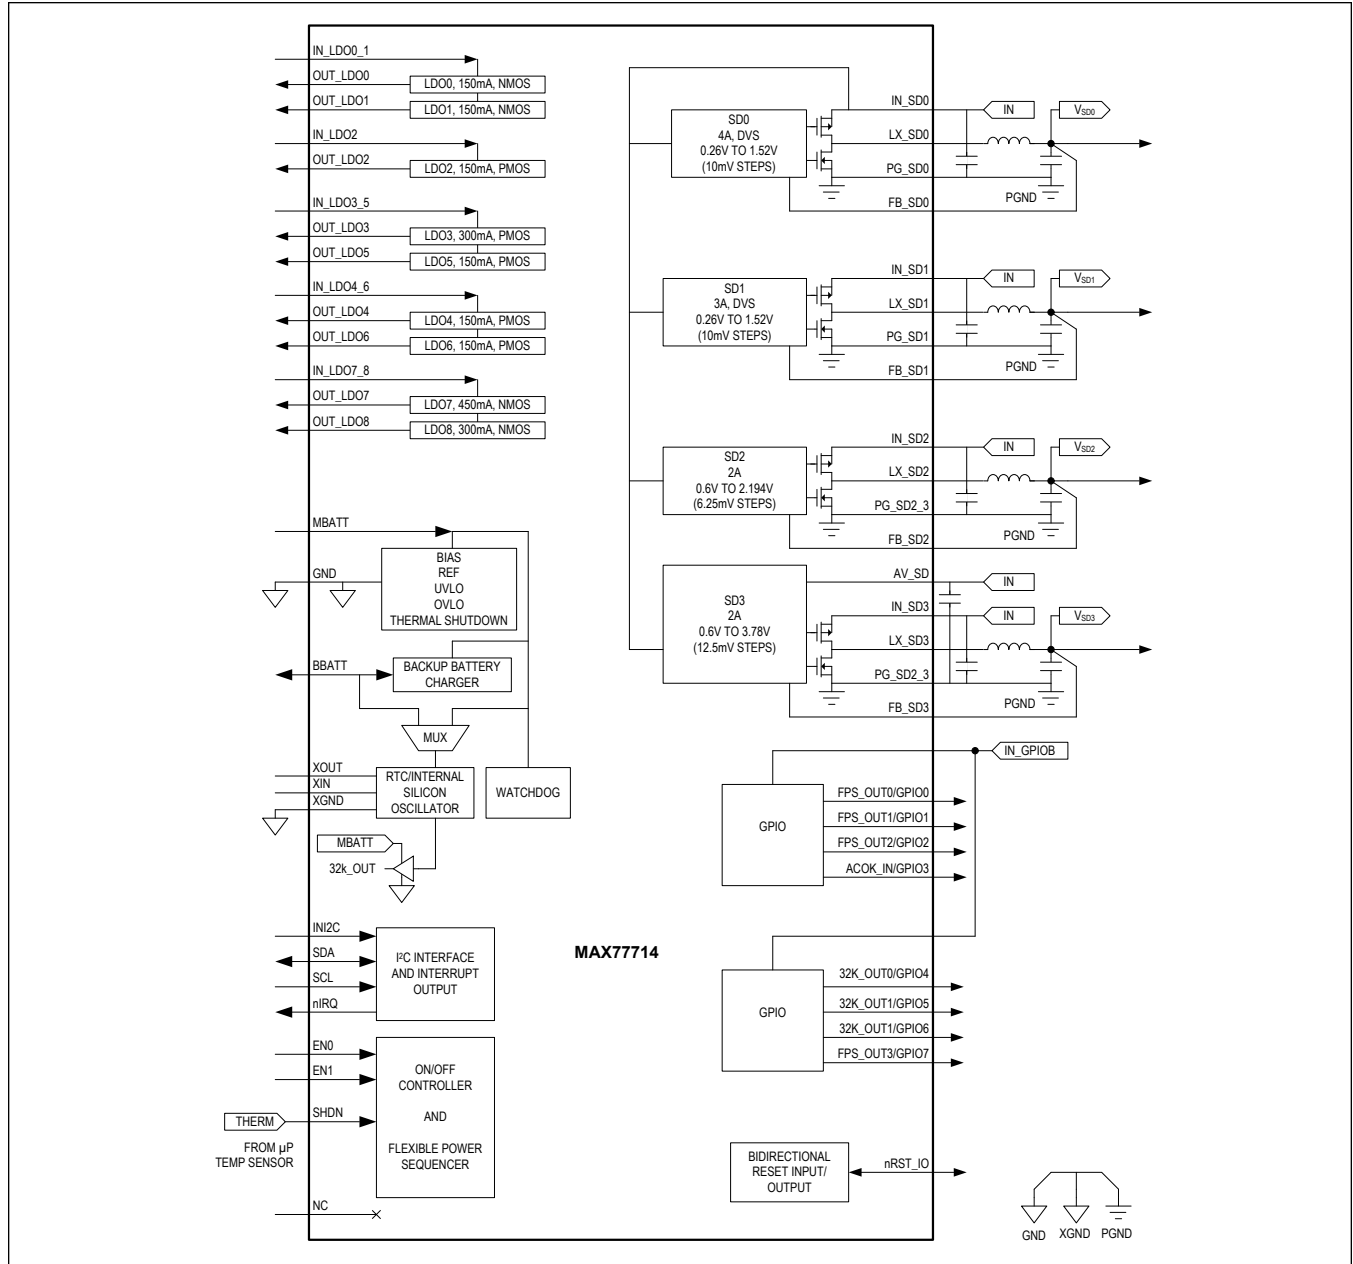 IN_LDO0_1
OUT_LDO0
LDO0, 150mA, NMOS
OUT_LDO1
LDO1, 150mA, NMOS
IN_LDO2
OUT_LDO2
LDO2, 150mA, PMOS
IN_LDO3_5
OUT_LDO3
LDO3, 300mA, PMOS
OUT_LDO5
LDO5, 150mA, PMOS
IN_LDO4_6
OUT_LDO4
LDO4, 150mA, PMOS
OUT_LDO6
LDO6, 150mA, PMOS
IN_LDO7_8
OUT_LDO7
LDO7, 450mA, NMOS
OUT_LDO8
LDO8, 300mA, NMOS
MBATT
GND
BIAS
REF
UVLO
OVLO
THERMAL SHUTDOWN
BBATT
BACKUP BATTERY
CHARGER
MUX
XOUT
XIN
XGND
RTC/INTERNAL
SILICON
OSCILLATOR
WATCHDOG
MBATT
32k_OUT
INI2C
SDA
SCL
nIRQ
I²C INTERFACE
AND INTERRUPT
OUTPUT
EN0
EN1
THERM
SHDN
FROM µP
TEMP SENSOR
ON/OFF
CONTROLLER
AND
FLEXIBLE POWER
SEQUENCER
NC
MAX77714
SD0
4A, DVS
0.26V TO 1.52V
(10mV STEPS)
IN_SD0
IN
VSD0
LX_SD0
PG_SD0
PGND
FB_SD0
SD1
3A, DVS
0.26V TO 1.52V
(10mV STEPS)
IN_SD1
IN
VSD1
LX_SD1
PG_SD1
PGND
FB_SD1
SD2
2A
0.6V TO 2.194V
(6.25mV STEPS)
IN_SD2
IN
VSD2
LX_SD2
PG_SD2_3
PGND
FB_SD2
SD3
2A
0.6V TO 3.78V
(12.5mV STEPS)
AV_SD
IN
IN_SD3
IN
VSD3
LX_SD3
PG_SD2_3
PGND
FB_SD3
IN_GPIOB
GPIO
FPS_OUT0/GPIO0
FPS_OUT1/GPIO1
FPS_OUT2/GPIO2
ACOK_IN/GPIO3
GPIO
32K_OUT0/GPIO4
32K_OUT1/GPIO5
32K_OUT1/GPIO6
FPS_OUT3/GPIO7
BIDIRECTIONAL
RESET INPUT/
OUTPUT
nRST_IO
GND
XGND
PGND